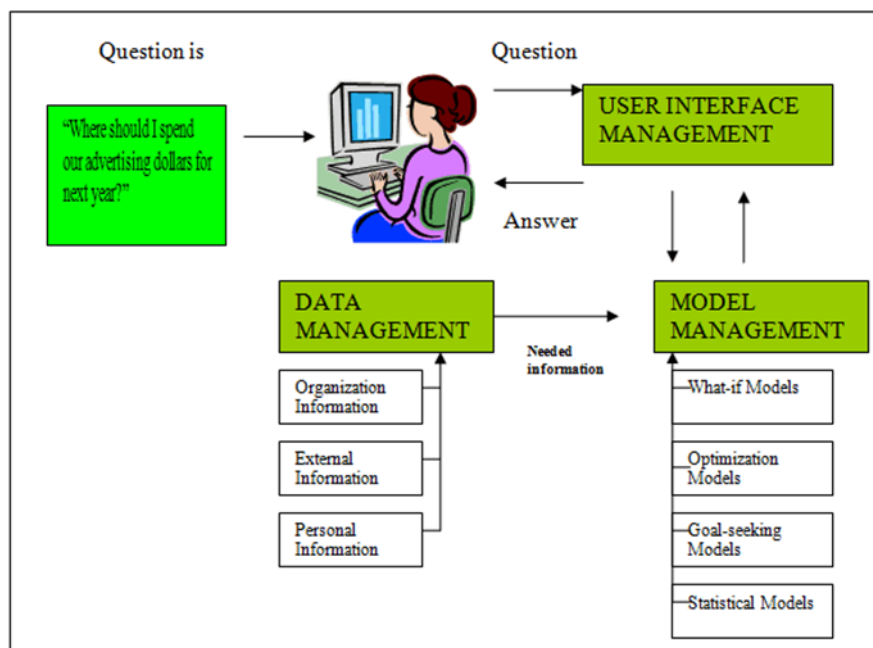 Question is
Question
"Where should I spend
our advertising dollars for
next year?"
USER INTERFACE
MANAGEMENT
Answer
DATA
MANAGEMENT
MODEL
MANAGEMENT
Needed
information
Organization
Information
External
Information
Personal
Information
What-if Models
Optimization
Models
Goal-seeking
Models
Statistical Models